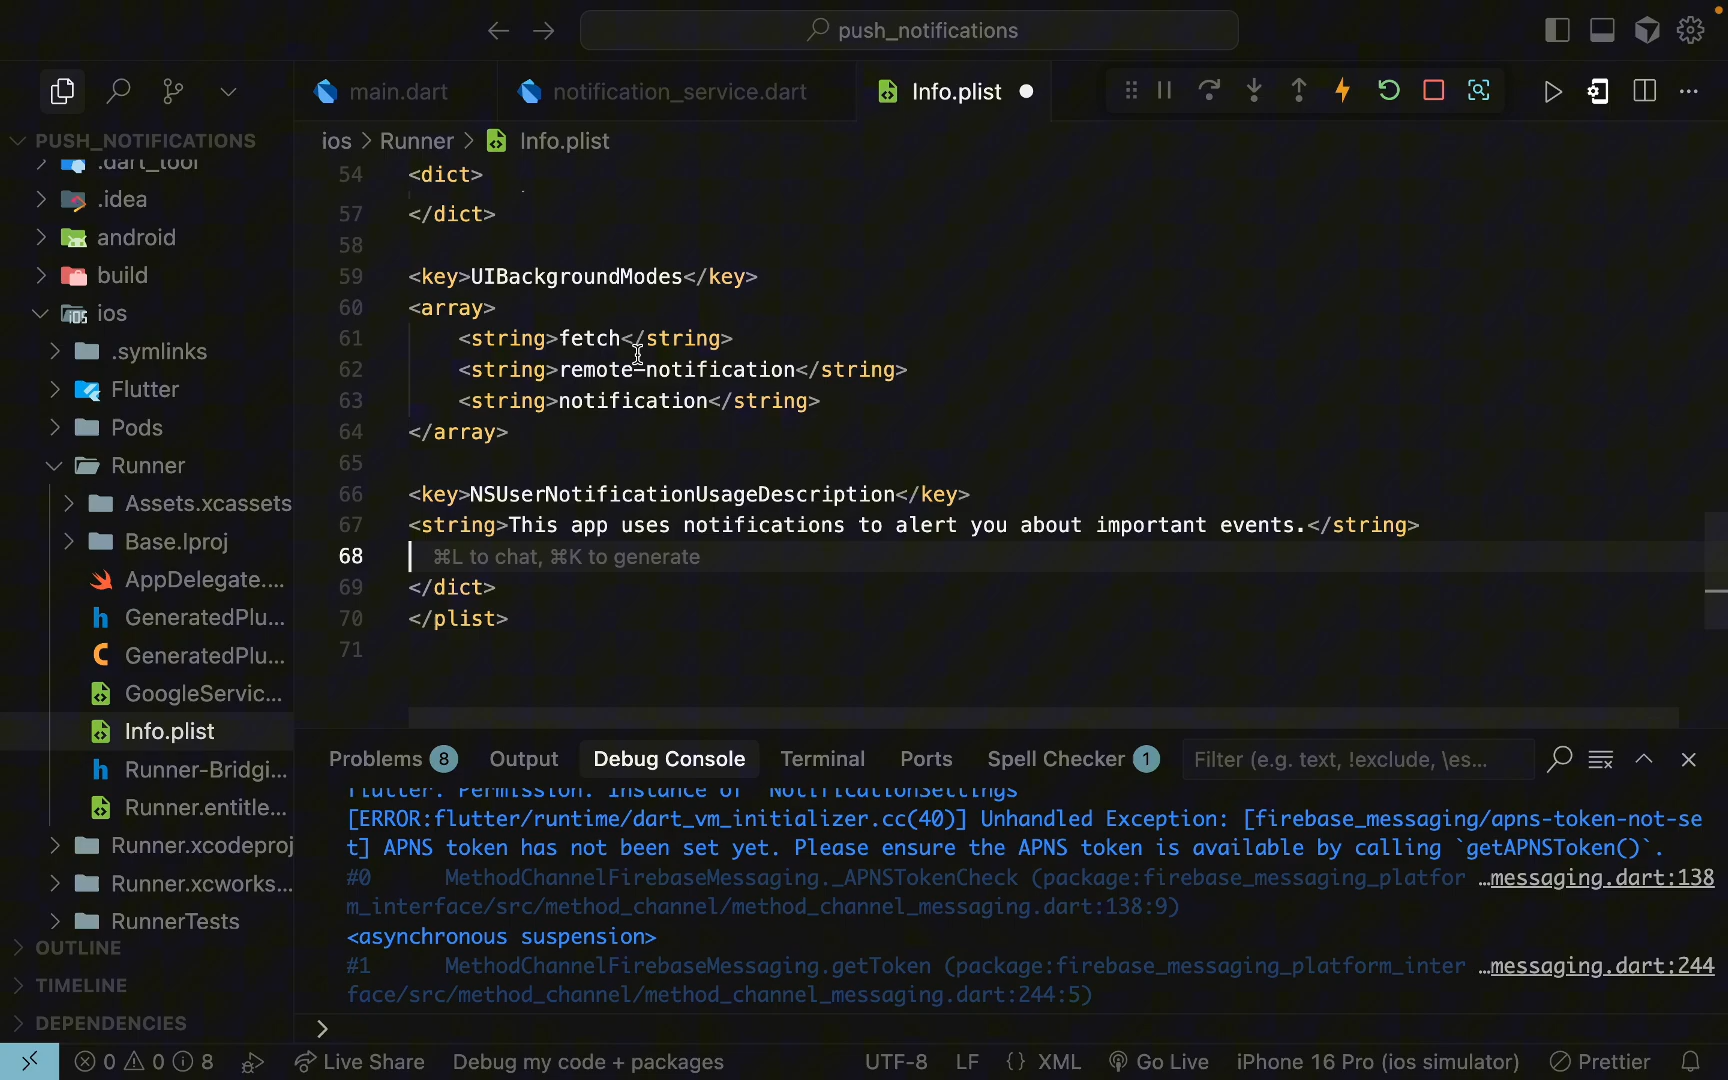 push_notifications
main.dart
notification_service.dart
Info.plist
PUSH_NOTIFICATIONS
ios > Runner > Info.plist
.dart_tool
.idea
android
build
ios
.symlinks
Flutter
Pods
Runner
Assets.xcassets
Base.lproj
AppDelegate....
GeneratedPlu...
GeneratedPlu...
GoogleServic...
Info.plist
Runner-Bridgi...
Runner.entitle...
Runner.xcodeproj
Runner.xcworks...
RunnerTests
OUTLINE
TIMELINE
DEPENDENCIES
54 <dict>
57 </dict>
58
59 <key>UIBackgroundModes</key>
60 <array>
61 <string>fetch</string>
62 <string>remote-notification</string>
63 <string>notification</string>
64 </array>
65
66 <key>NSUserNotificationUsageDescription</key>
67 <string>This app uses notifications to alert you about important events.</string>
68 ⌘L to chat, ⌘K to generate
69 </dict>
70 </plist>
71
Problems 8 Output Debug Console Terminal Ports Spell Checker 1 Filter (e.g. text, !exclude, \es...
flutter: Permission: Instance of 'NotificationSettings'
[ERROR:flutter/runtime/dart_vm_initializer.cc(40)] Unhandled Exception: [firebase_messaging/apns-token-not-se
t] APNS token has not been set yet. Please ensure the APNS token is available by calling `getAPNSToken()`.
#0 MethodChannelFirebaseMessaging._APNSTokenCheck (package:firebase_messaging_platfor …messaging.dart:138
m_interface/src/method_channel/method_channel_messaging.dart:138:9)
<asynchronous suspension>
#1 MethodChannelFirebaseMessaging.getToken (package:firebase_messaging_platform_inter …messaging.dart:244
face/src/method_channel/method_channel_messaging.dart:244:5)
>
0 0 8 Live Share Debug my code + packages UTF-8 LF {} XML Go Live iPhone 16 Pro (ios simulator) Prettier